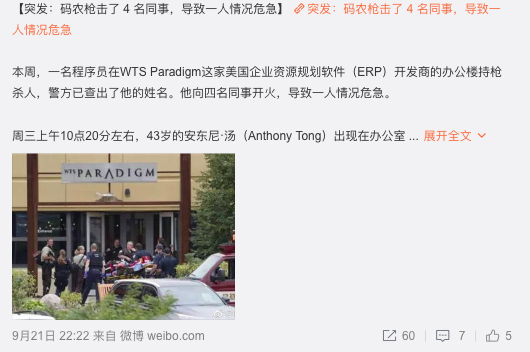 【突发：码农枪击了 4 名同事，导致一人情况危急】 突发：码农枪击了 4 名同事，导致一
人情况危急
本周，一名程序员在WTS Paradigm这家美国企业资源规划软件（ERP）开发商的办公楼持枪
杀人，警方已查出了他的姓名。他向四名同事开火，导致一人情况危急。
周三上午10点20分左右，43岁的安东尼·汤（Anthony Tong）出现在办公室 ... 展开全文
WTS PARADIGM
9月21日 22:22 来自 微博 weibo.com
60 7 5